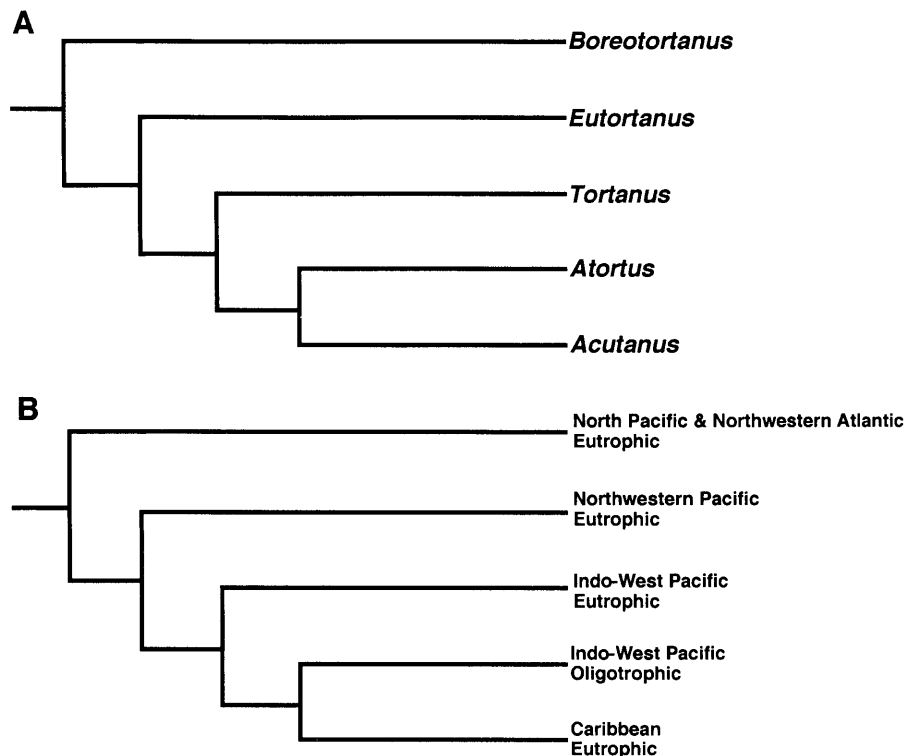 A
Boreotortanus
Eutortanus
Tortanus
Atortus
Acutanus
B
North Pacific & Northwestern Atlantic
Eutrophic
Northwestern Pacific
Eutrophic
Indo-West Pacific
Eutrophic
Indo-West Pacific
Oligotrophic
Caribbean
Eutrophic